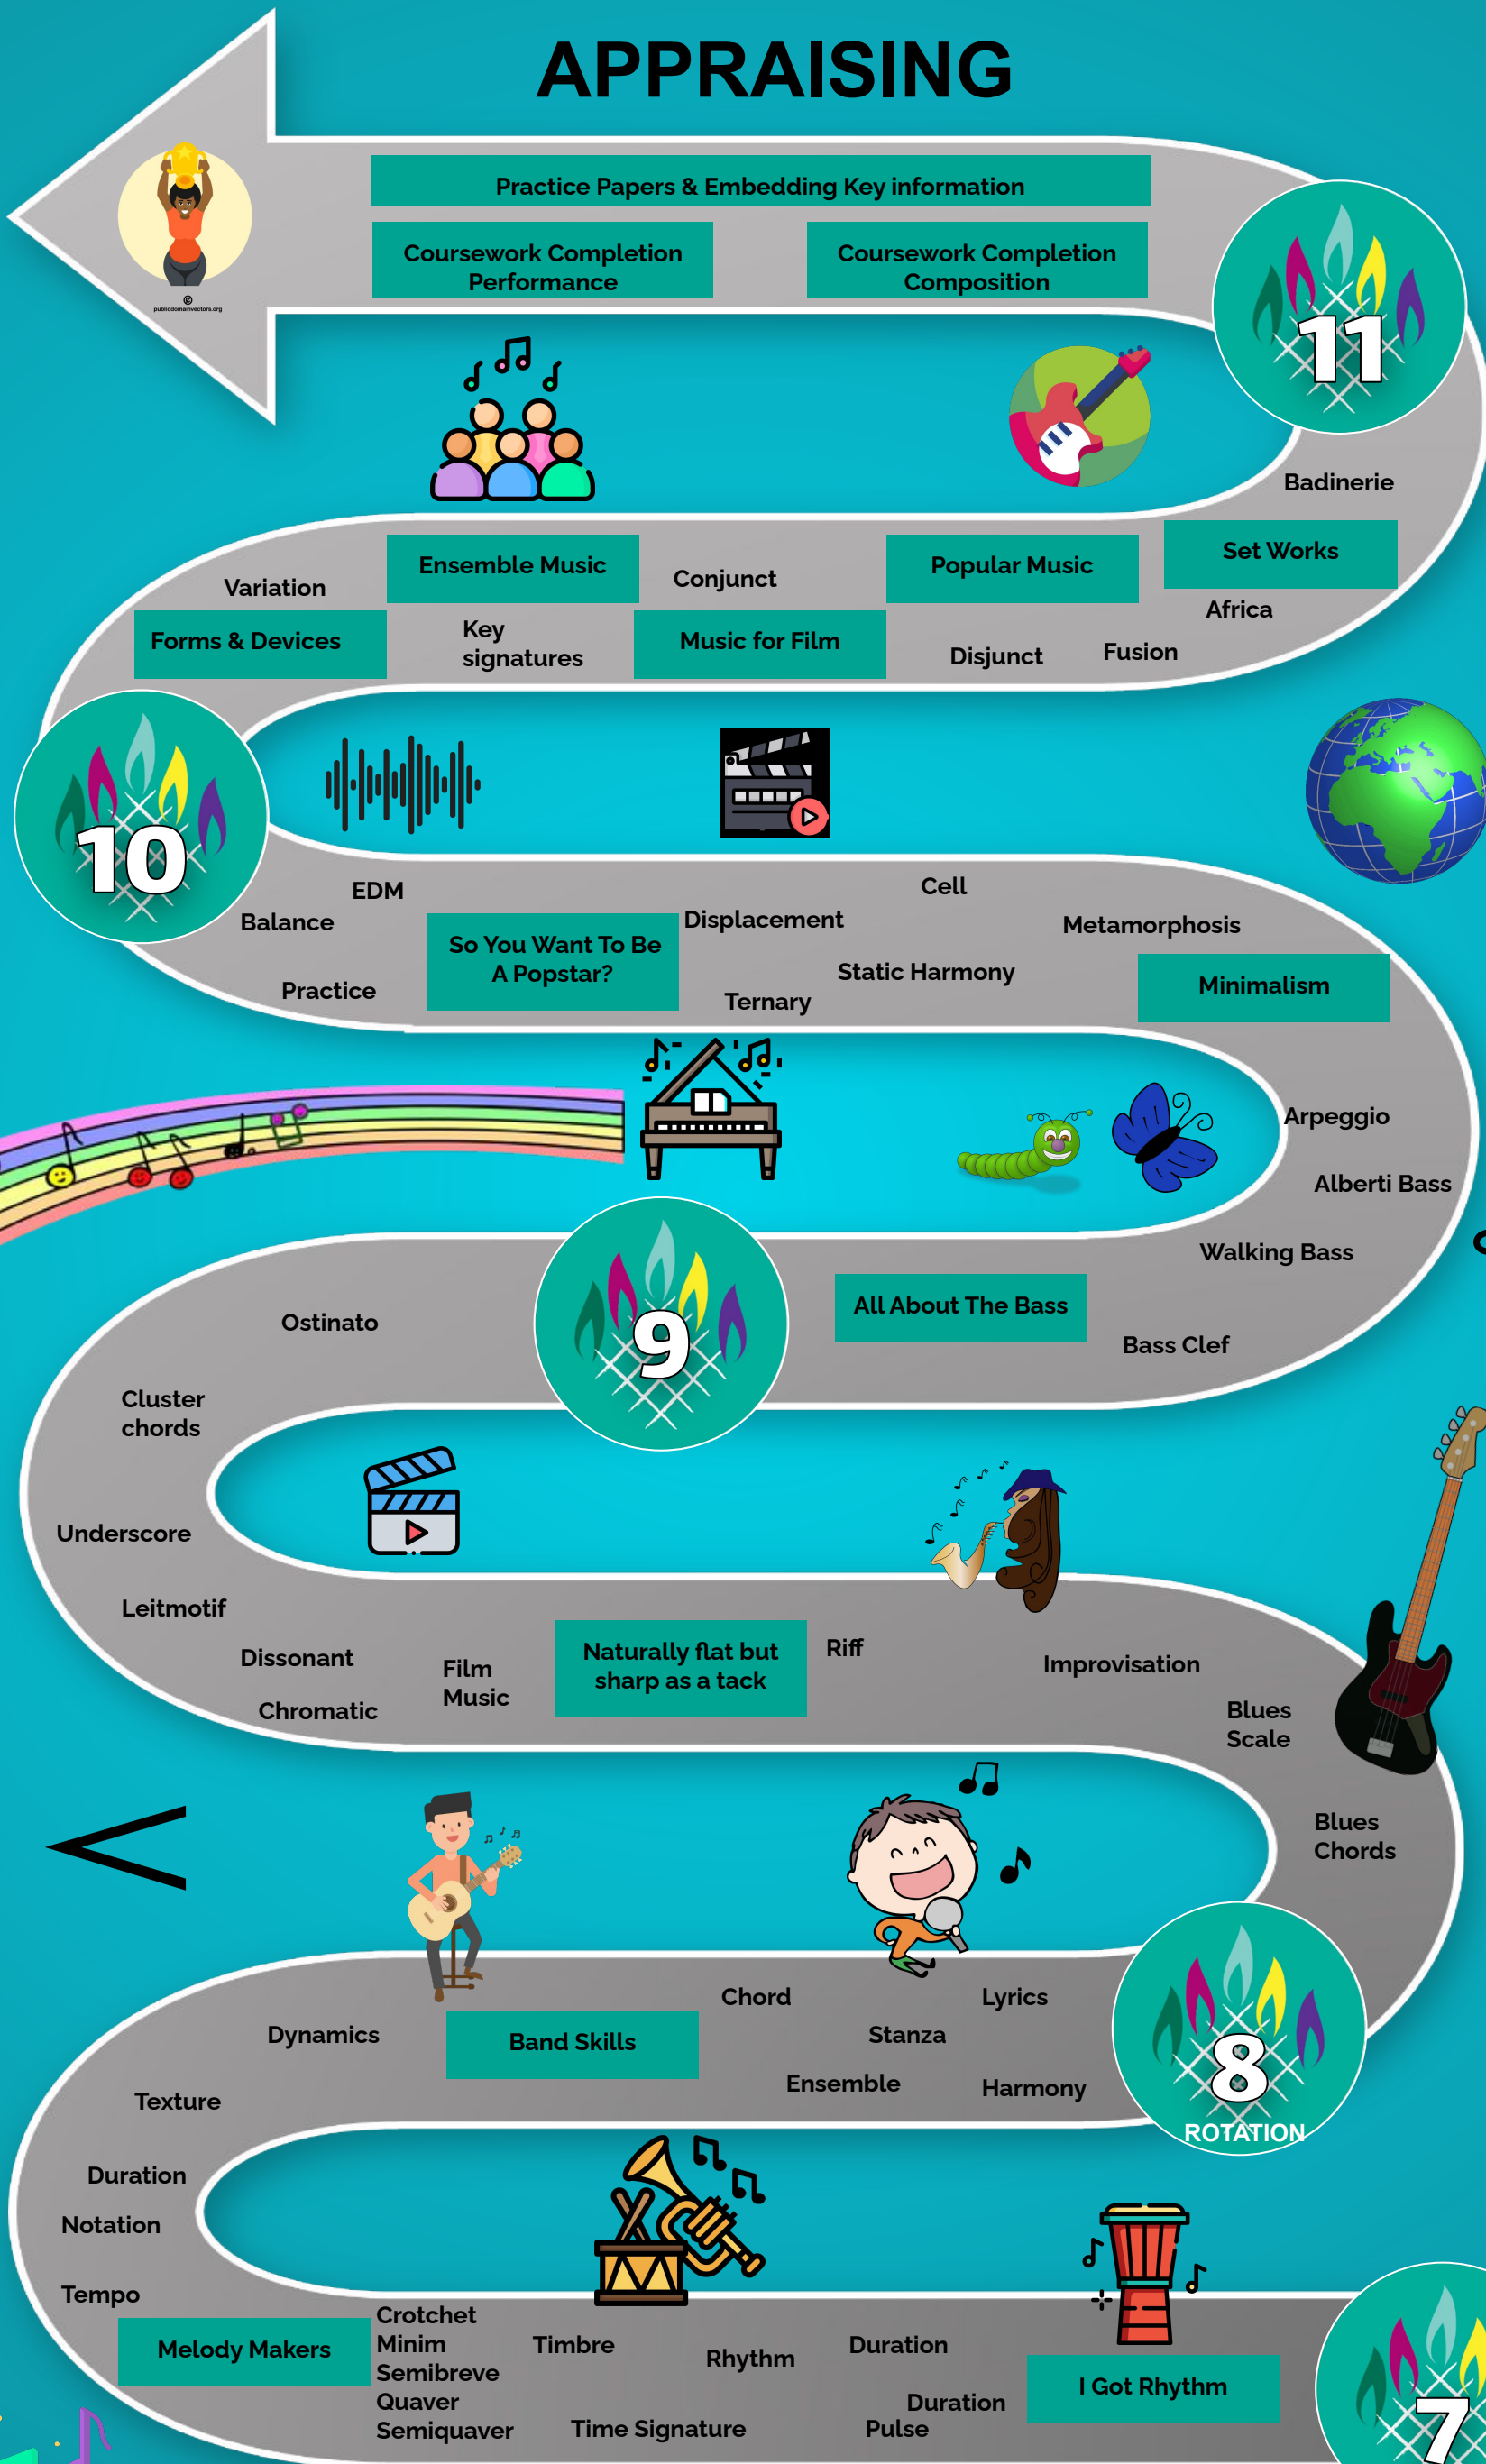 APPRAISING
Practice Papers & Embedding Key information
Coursework Completion
Performance
Coursework Completion
Composition
publicdomainvectors.org
11
Badinerie
Set Works
Popular Music
Ensemble Music
Conjunct
Variation
Africa
Forms & Devices
Key
signatures
Music for Film
Disjunct
Fusion
10
EDM
Cell
Balance
Displacement
Metamorphosis
So You Want To Be
A Popstar?
Static Harmony
Minimalism
Practice
Ternary
Arpeggio
Alberti Bass
Walking Bass
All About The Bass
Bass Clef
9
Ostinato
Cluster
chords
Underscore
Leitmotif
Dissonant
Chromatic
Film
Music
Naturally flat but
sharp as a tack
Riff
Improvisation
Blues
Scale
Blues
Chords
8
ROTATION
Chord
Lyrics
Dynamics
Band Skills
Stanza
Ensemble
Harmony
Texture
Duration
Notation
Tempo
Melody Makers
Crotchet
Minim
Semibreve
Quaver
Semiquaver
Timbre
Rhythm
Duration
I Got Rhythm
Duration
Time Signature
Pulse
7